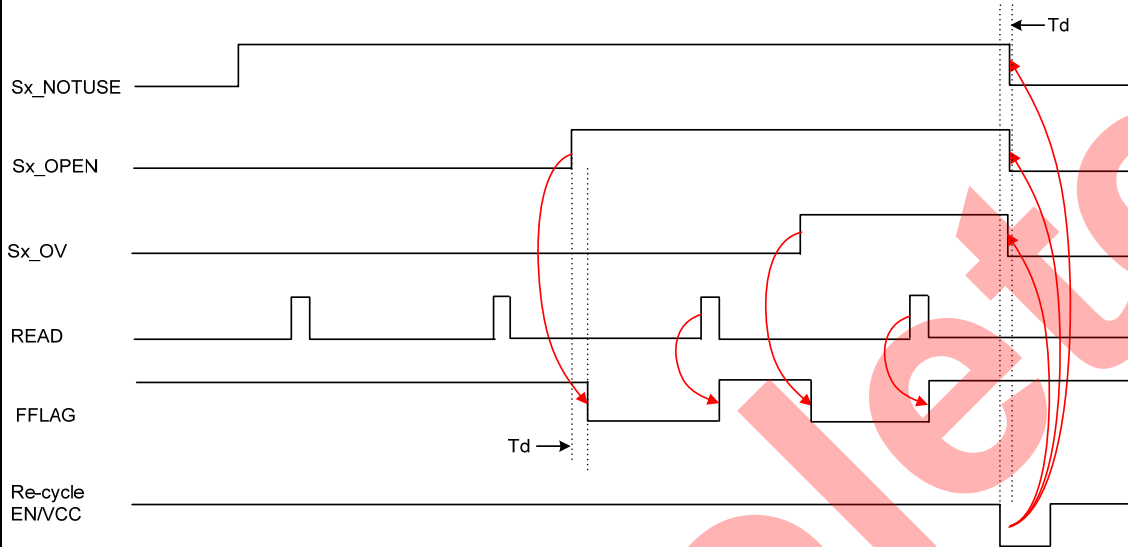 Td
Sx_NOTUSE
Sx_OPEN
Sx_OV
READ
FFLAG
Td
Re-cycle
EN/VCC